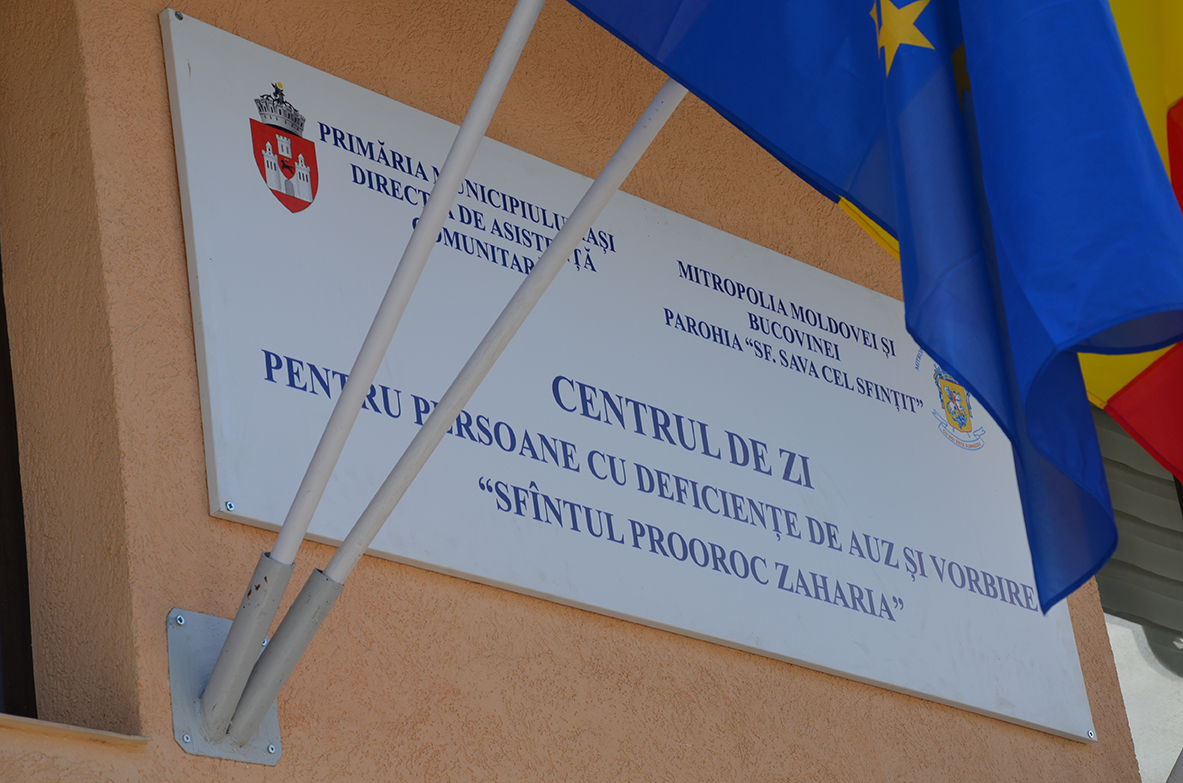 PRIMĂRIA MUNICIPIULUI IAȘI
DIRECȚIA DE ASISTENȚĂ
COMUNITARĂ
MITROPOLIA MOLDOVEI ȘI
BUCOVINEI
PAROHIA “SF. SAVA CEL SFINȚIT”
CENTRUL DE ZI
PENTRU PERSOANE CU DEFICIENȚE DE AUZ ȘI VORBIRE
“SFÎNTUL PROOROC ZAHARIA”